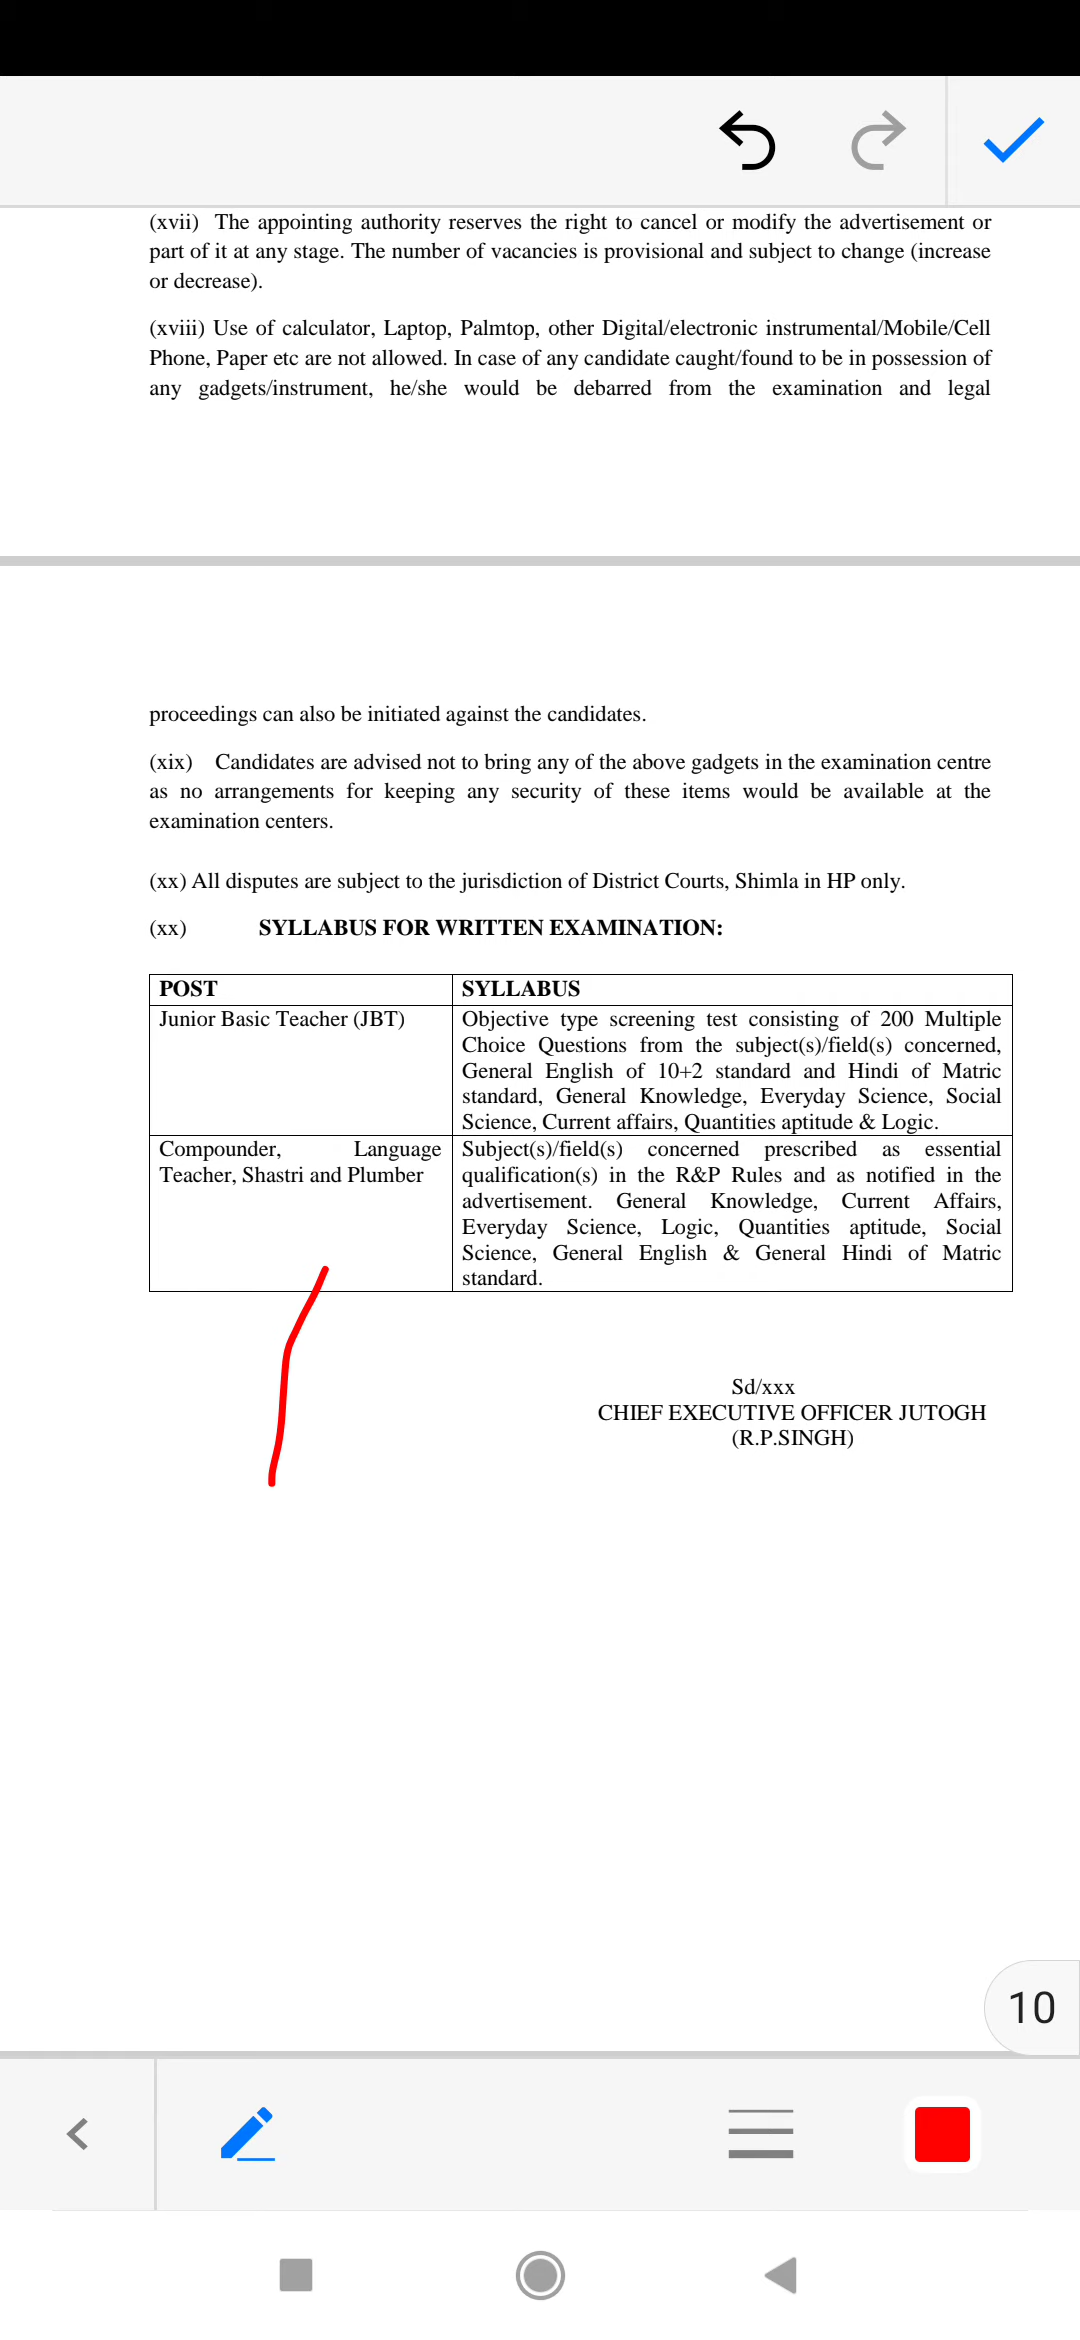 (xvii) The appointing authority reserves the right to cancel or modify the advertisement or
part of it at any stage. The number of vacancies is provisional and subject to change (increase
or decrease).
(xviii) Use of calculator, Laptop, Palmtop, other Digital/electronic instrumental/Mobile/Cell
Phone, Paper etc are not allowed. In case of any candidate caught/found to be in possession of
any gadgets/instrument, he/she would be debarred from the examination and legal
proceedings can also be initiated against the candidates.
(xix) Candidates are advised not to bring any of the above gadgets in the examination centre
as no arrangements for keeping any security of these items would be available at the
examination centers.
(xx) All disputes are subject to the jurisdiction of District Courts, Shimla in HP only.
(xx) SYLLABUS FOR WRITTEN EXAMINATION:
POST SYLLABUS
Junior Basic Teacher (JBT)
Objective type screening test consisting of 200 Multiple
Choice Questions from the subject(s)/field(s) concerned,
General English of 10+2 standard and Hindi of Matric
standard, General Knowledge, Everyday Science, Social
Science, Current affairs, Quantities aptitude & Logic.
Compounder, Language
Teacher, Shastri and Plumber
Subject(s)/field(s) concerned prescribed as essential
qualification(s) in the R&P Rules and as notified in the
advertisement. General Knowledge, Current Affairs,
Everyday Science, Logic, Quantities aptitude, Social
Science, General English & General Hindi of Matric
standard.
Sd/xxx
CHIEF EXECUTIVE OFFICER JUTOGH
(R.P.SINGH)
10